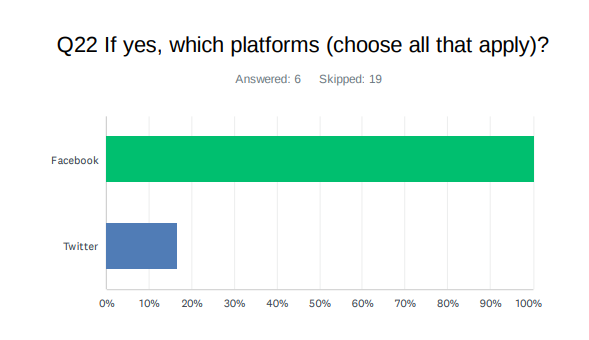 Q22 If yes, which platforms (choose all that apply)?
Answered: 6 Skipped: 19
Facebook
Twitter
0% 10% 20% 30% 40% 50% 60% 70% 80% 90% 100%